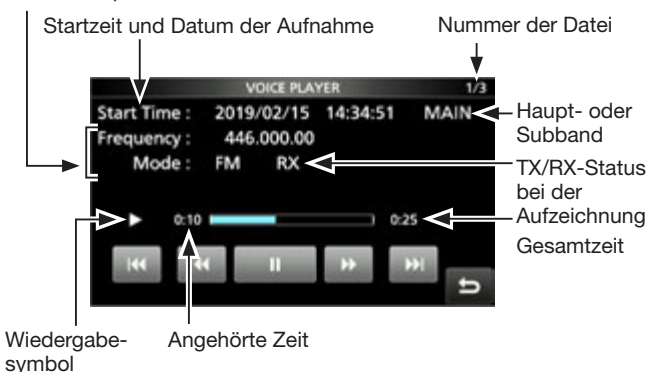 Startzeit und Datum der Aufnahme
Nummer der Datei
VOICE PLAYER 1/3
Start Time : 2019/02/15 14:34:51 MAIN
Frequency : 446.000.00
Mode : FM RX
0:10 0:25
Haupt- oder
Subband
TX/RX-Status
bei der
Aufzeichnung
Gesamtzeit
Wiedergabe-
symbol
Angehörte Zeit